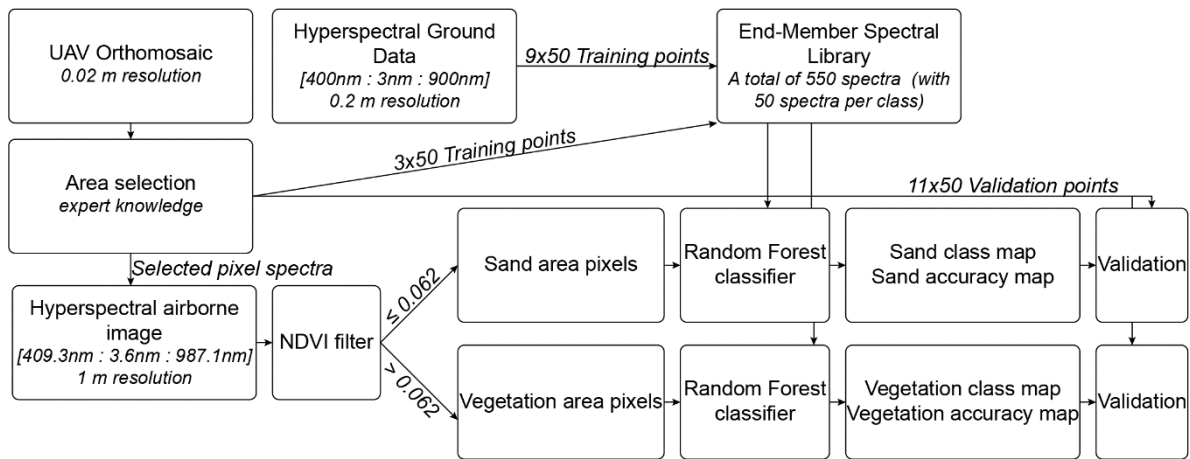 UAV Orthomosaic
0.02 m resolution
Hyperspectral Ground
Data
[400nm : 3nm : 900nm]
0.2 m resolution
9x50 Training points
End-Member Spectral
Library
A total of 550 spectra (with
50 spectra per class)
3x50 Training points
Area selection
expert knowledge
11x50 Validation points
Selected pixel spectra
Hyperspectral airborne
image
[409.3nm : 3.6nm : 987.1nm]
1 m resolution
NDVI filter
≤ 0.062
> 0.062
Sand area pixels
Random Forest
classifier
Sand class map
Sand accuracy map
Validation
Vegetation area pixels
Random Forest
classifier
Vegetation class map
Vegetation accuracy map
Validation